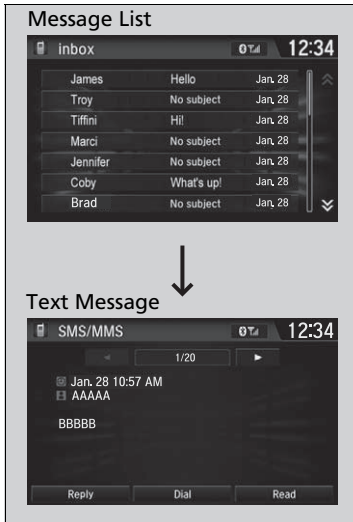 Message List
inbox 12:34
James Hello Jan. 28
Troy No subject Jan. 28
Tiffini Hi! Jan. 28
Marci No subject Jan. 28
Jennifer No subject Jan. 28
Coby What's up! Jan. 28
Brad No subject Jan. 28
Text Message
SMS/MMS 12:34
1/20
Jan. 28 10:57 AM
AAAAA
BBBBB
Reply Dial Read